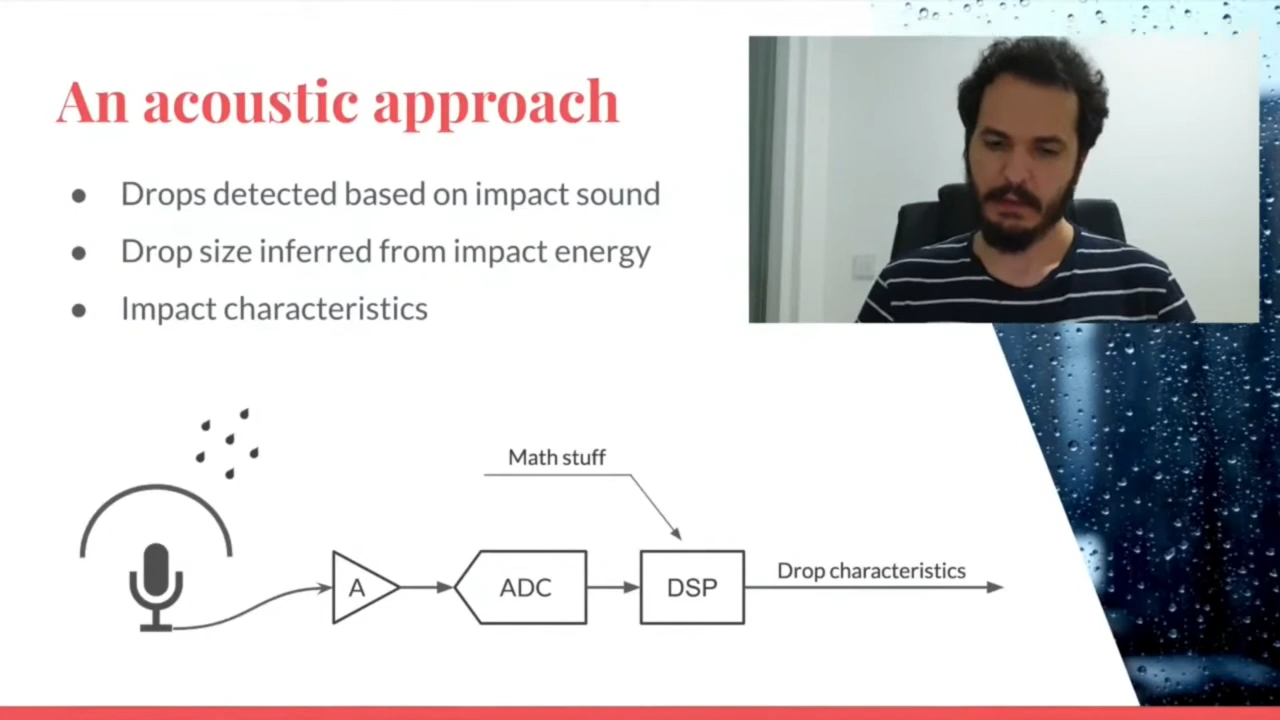 An acoustic approach
● Drops detected based on impact sound
● Drop size inferred from impact energy
● Impact characteristics
Math stuff
A
ADC
DSP
Drop characteristics